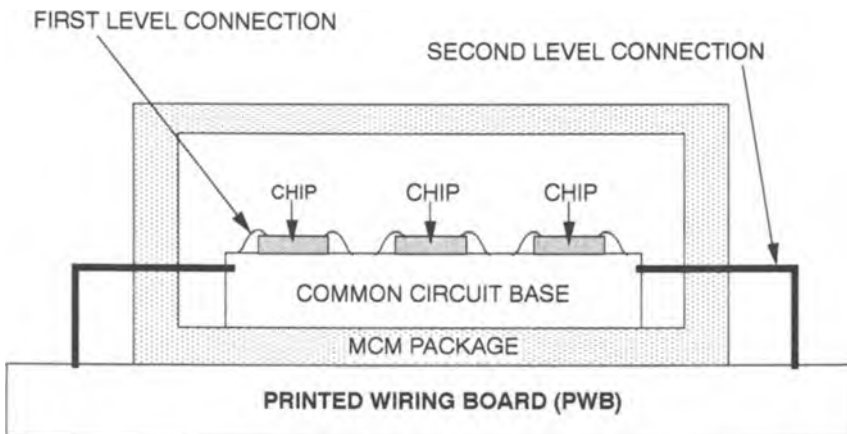 FIRST LEVEL CONNECTION
SECOND LEVEL CONNECTION
CHIP
CHIP
CHIP
COMMON CIRCUIT BASE
MCM PACKAGE
PRINTED WIRING BOARD (PWB)